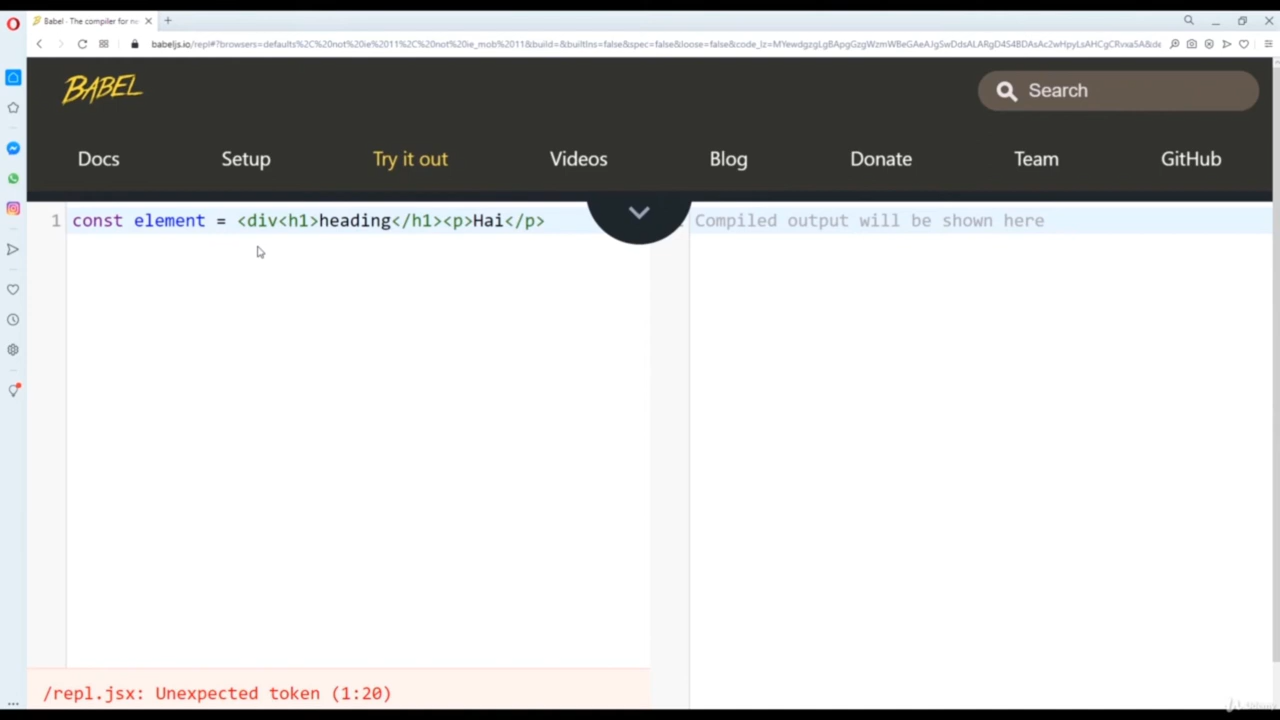 Babel - The compiler for ne
babeljs.io/repl#?browsers=defaults%2C%20not%20ie%2011%2C%20not%20ie_mob%2011&build=&builtIns=false&spec=false&loose=false&code_lz=MYewdgzgLgBApgGzgWzmWBeGAeAJgSwDdsALARgD4S4BDAsAc2wHpyLsAHCgCRvxa5A&de
BABEL
Search
Docs Setup Try it out Videos Blog Donate Team GitHub
1 const element = <div<h1>heading</h1><p>Hai</p>
Compiled output will be shown here
/repl.jsx: Unexpected token (1:20)